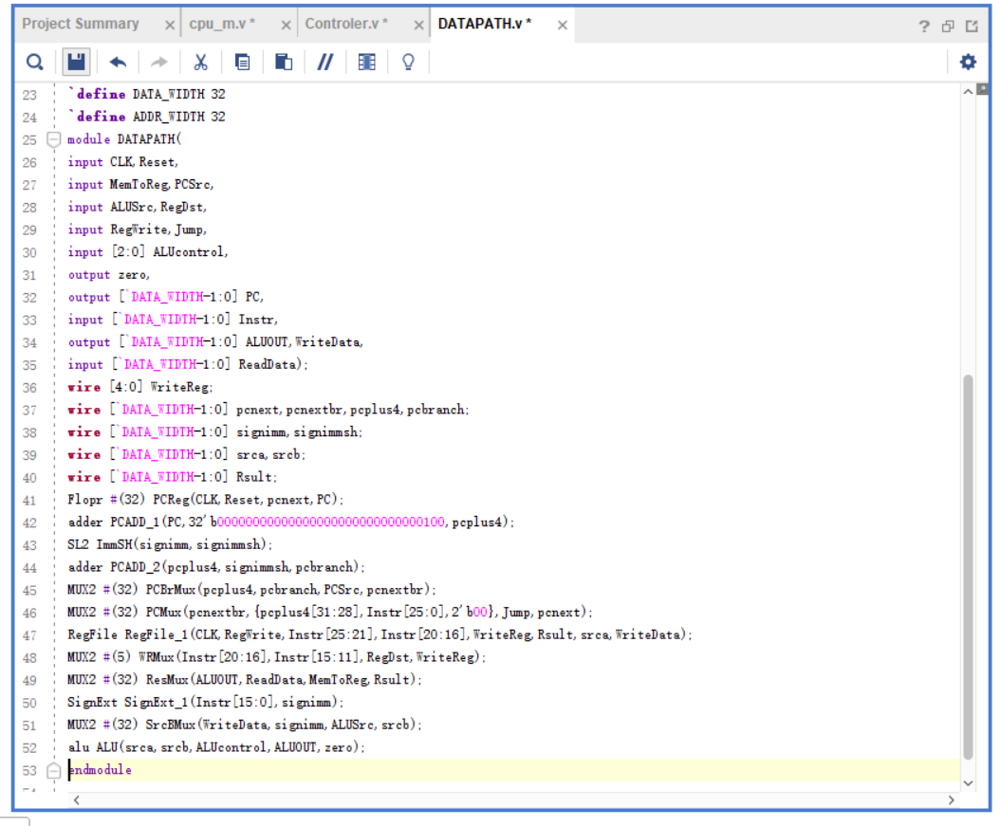 Project Summary × cpu_m.v * × Controler.v * × DATAPATH.v * ×
23 `define DATA_WIDTH 32
24 `define ADDR_WIDTH 32
25 module DATAPATH(
26 input CLK,Reset,
27 input MemToReg,PCSrc,
28 input ALUSrc,RegDst,
29 input RegWrite,Jump,
30 input [2:0] ALUcontrol,
31 output zero,
32 output [`DATA_WIDTH-1:0] PC,
33 input [`DATA_WIDTH-1:0] Instr,
34 output [`DATA_WIDTH-1:0] ALUOUT,WriteData,
35 input [`DATA_WIDTH-1:0] ReadData);
36 wire [4:0] WriteReg;
37 wire [`DATA_WIDTH-1:0] pcnext,pcnextbr,pcplus4,pcbranch;
38 wire [`DATA_WIDTH-1:0] signimm,signimmsh;
39 wire [`DATA_WIDTH-1:0] srca,srcb;
40 wire [`DATA_WIDTH-1:0] Rsult;
41 Flopr #(32) PCReg(CLK,Reset,pcnext,PC);
42 adder PCADD_1(PC,32'b00000000000000000000000000000100,pcplus4);
43 SL2 ImmSH(signimm,signimmsh);
44 adder PCADD_2(pcplus4,signimmsh,pcbranch);
45 MUX2 #(32) PCBrMux(pcplus4,pcbranch,PCSrc,pcnextbr);
46 MUX2 #(32) PCMux(pcnextbr,{pcplus4[31:28],Instr[25:0],2'b00},Jump,pcnext);
47 RegFile RegFile_1(CLK,RegWrite,Instr[25:21],Instr[20:16],WriteReg,Rsult,srca,WriteData);
48 MUX2 #(5) WRMux(Instr[20:16],Instr[15:11],RegDst,WriteReg);
49 MUX2 #(32) ResMux(ALUOUT,ReadData,MemToReg,Rsult);
50 SignExt SignExt_1(Instr[15:0],signimm);
51 MUX2 #(32) SrcBMux(WriteData,signimm,ALUSrc,srcb);
52 alu ALU(srca,srcb,ALUcontrol,ALUOUT,zero);
53 endmodule